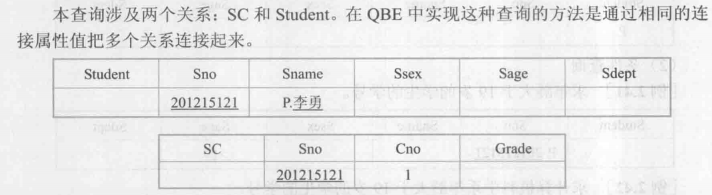 本查询涉及两个关系：SC 和 Student。在 QBE 中实现这种查询的方法是通过相同的连
接属性值把多个关系连接起来。
Student Sno Sname Ssex Sage Sdept
201215121 P.李勇
SC Sno Cno Grade
201215121 1